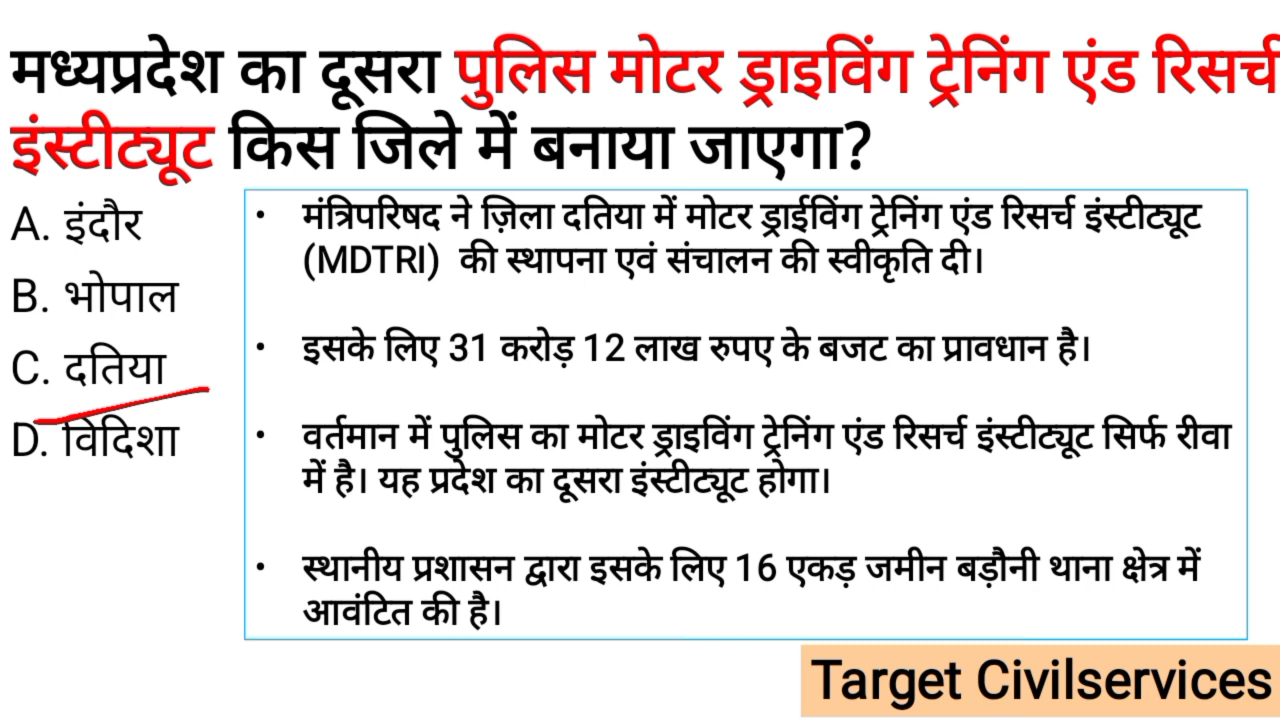 मध्यप्रदेश का दूसरा पुलिस मोटर ड्राइविंग ट्रेनिंग एंड रिसर्च
इंस्टीट्यूट किस जिले में बनाया जाएगा?
A. इंदौर
B. भोपाल
C. दतिया
D. विदिशा
• मंत्रिपरिषद ने ज़िला दतिया में मोटर ड्राईविंग ट्रेनिंग एंड रिसर्च इंस्टीट्यूट
(MDTRI) की स्थापना एवं संचालन की स्वीकृति दी।
• इसके लिए 31 करोड़ 12 लाख रुपए के बजट का प्रावधान है।
• वर्तमान में पुलिस का मोटर ड्राइविंग ट्रेनिंग एंड रिसर्च इंस्टीट्यूट सिर्फ रीवा
में है। यह प्रदेश का दूसरा इंस्टीट्यूट होगा।
• स्थानीय प्रशासन द्वारा इसके लिए 16 एकड़ जमीन बड़ौनी थाना क्षेत्र में
आवंटित की है।
Target Civilservices